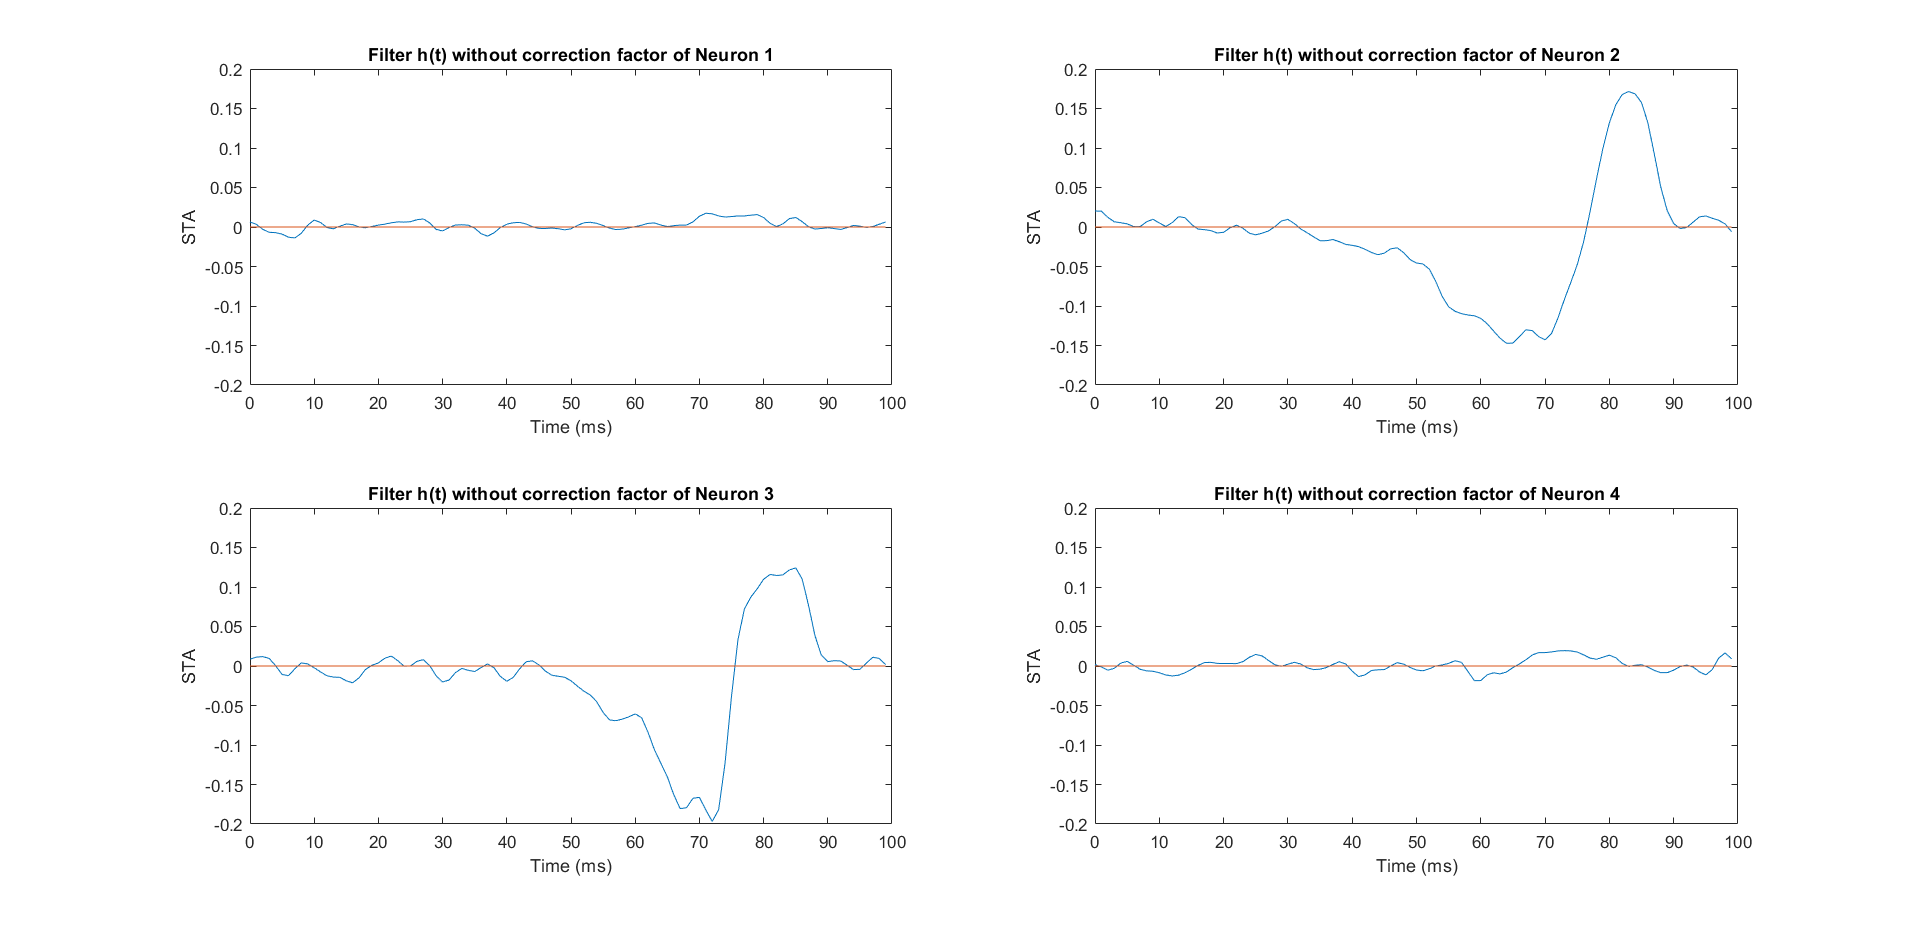 Filter h(t) without correction factor of Neuron 1
0.2
0.15
0.1
0.05
0
-0.05
-0.1
-0.15
-0.2
STA
0 10 20 30 40 50 60 70 80 90 100
Time (ms)
Filter h(t) without correction factor of Neuron 2
0.2
0.15
0.1
0.05
0
-0.05
-0.1
-0.15
-0.2
STA
0 10 20 30 40 50 60 70 80 90 100
Time (ms)
Filter h(t) without correction factor of Neuron 3
0.2
0.15
0.1
0.05
0
-0.05
-0.1
-0.15
-0.2
STA
0 10 20 30 40 50 60 70 80 90 100
Time (ms)
Filter h(t) without correction factor of Neuron 4
0.2
0.15
0.1
0.05
0
-0.05
-0.1
-0.15
-0.2
STA
0 10 20 30 40 50 60 70 80 90 100
Time (ms)